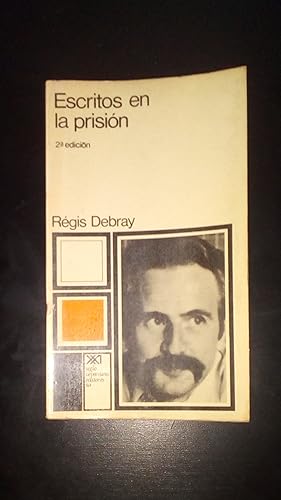 Escritos en
la prisión
2ª edición
Régis Debray
siglo
veintiuno
editores
sa